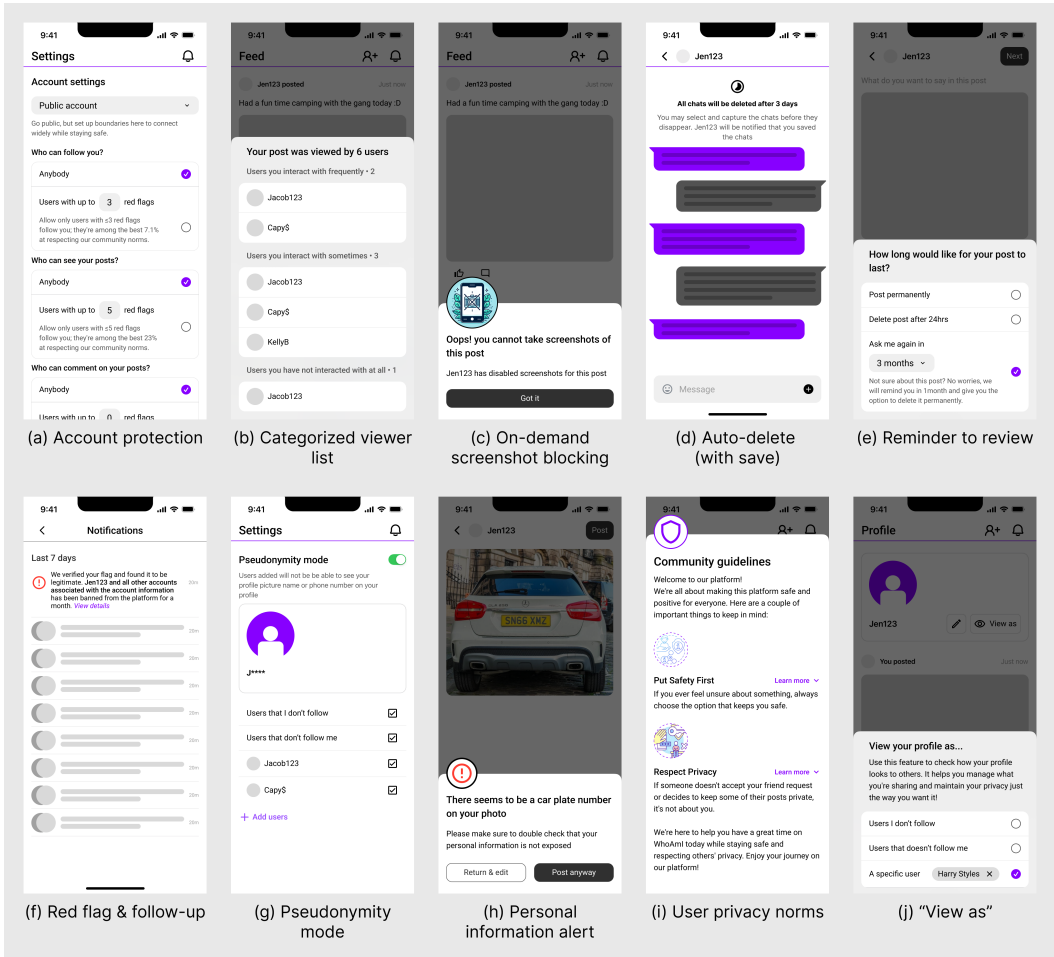 9:41
Settings
Account settings
Public account
Go public, but set up boundaries here to connect
widely while staying safe.
Who can follow you?
Anybody
Users with up to 3 red flags
Allow only users with ≤3 red flags
follow you; they're among the best 7.1%
at respecting our community norms.
Who can see your posts?
Anybody
Users with up to 5 red flags
Allow only users with ≤5 red flags
follow you; they're among the best 23%
at respecting our community norms.
Who can comment on your posts?
Anybody
Users with up to 0 red flags
(a) Account protection
9:41
Feed
Jen123 posted Just now
Had a fun time camping with the gang today :D
Your post was viewed by 6 users
Users you interact with frequently • 2
Jacob123
Capy$
Users you interact with sometimes • 3
Jacob123
Capy$
KellyB
Users you have not interacted with at all • 1
Jacob123
(b) Categorized viewer
list
9:41
Feed
Jen123 posted Just now
Had a fun time camping with the gang today :D
Oops! you cannot take screenshots of
this post
Jen123 has disabled screenshots for this post
Got it
(c) On-demand
screenshot blocking
9:41
Jen123
All chats will be deleted after 3 days
You may select and capture the chats before they
disappear. Jen123 will be notified that you saved
the chats
Message
(d) Auto-delete
(with save)
9:41
Jen123 Next
What do you want to say in this post
How long would like for your post to
last?
Post permanently
Delete post after 24hrs
Ask me again in
3 months
Not sure about this post? No worries, we
will remind you in 1month and give you the
option to delete it permanently.
(e) Reminder to review
9:41
Notifications
Last 7 days
We verified your flag and found it to be
legitimate. Jen123 and all other accounts 20m
associated with the account information
has been banned from the platform for a
month. View details
20m
20m
20m
20m
20m
20m
20m
20m
(f) Red flag & follow-up
9:41
Settings
Pseudonymity mode
Users added will not be be able to see your
profile picture name or phone number on your
profile
J****
Users that I don't follow
Users that don't follow me
Jacob123
Capy$
+ Add users
(g) Pseudonymity
mode
9:41
Jen123 Post
SN66 XMZ
There seems to be a car plate number
on your photo
Please make sure to double check that your
personal information is not exposed
Return & edit Post anyway
(h) Personal
information alert
9:41
Community guidelines
Welcome to our platform!
We're all about making this platform safe and
positive for everyone. Here are a couple of
important things to keep in mind:
Put Safety First Learn more
If you ever feel unsure about something, always
choose the option that keeps you safe.
Respect Privacy Learn more
If someone doesn't accept your friend request
or decides to keep some of their posts private,
it's not about you.
We're here to help you have a great time on
WhoAmI today while staying safe and
respecting others' privacy. Enjoy your journey on
our platform!
(i) User privacy norms
9:41
Profile
Jen123 View as
You posted Just now
View your profile as...
Use this feature to check how your profile
looks to others. It helps you manage what
you're sharing and maintain your privacy just
the way you want it!
Users I don't follow
Users that doesn't follow me
A specific user Harry Styles ×
(j) “View as”